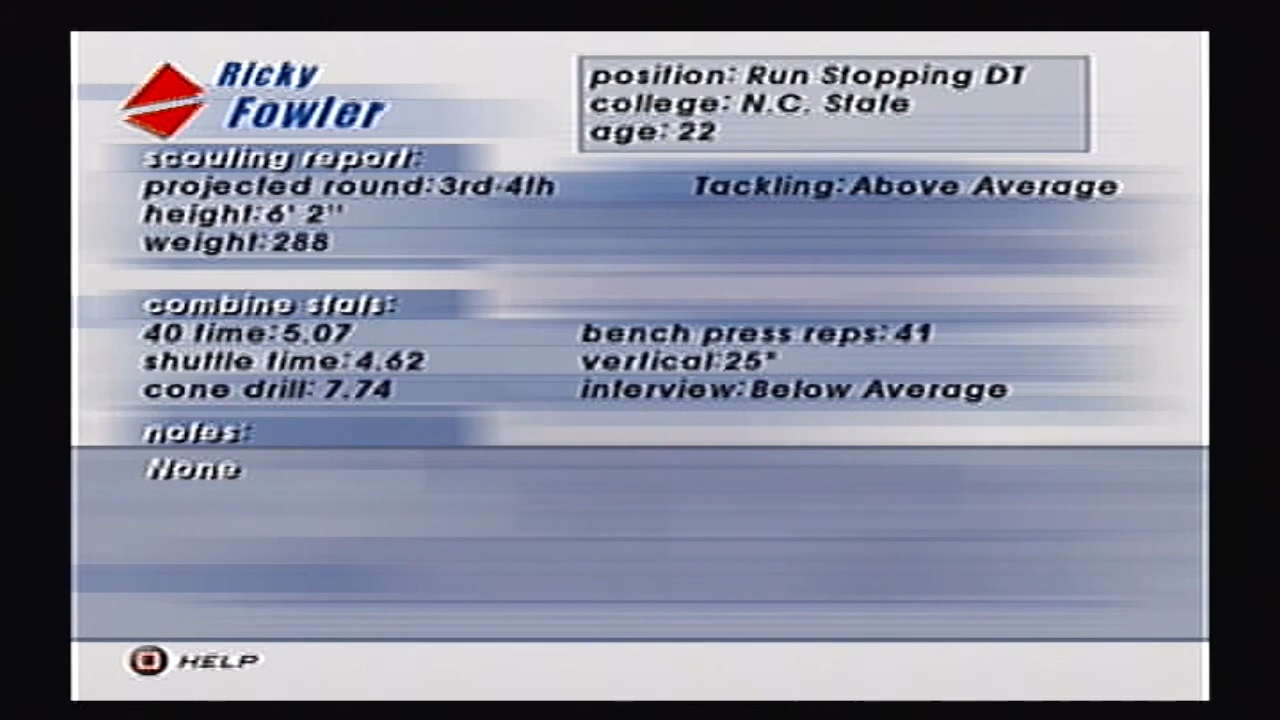 Ricky
Fowler
position: Run Stopping DT
college: N.C. State
age: 22
scouting report:
projected round:3rd-4th
Tackling:Above Average
height:6' 2"
weight:288
combine stats:
40 time:5.07
bench press reps:41
shuttle time:4.62
vertical:25"
cone drill:7.74
interview:Below Average
notes:
None
HELP